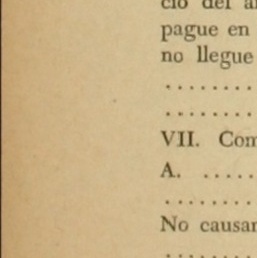 cio del
pague en
no llegue
. . . . . . . .
. . . . . . . .
VII. Com
A. . . . . .
. . . . . . . .
No causar
. . . . . . . .